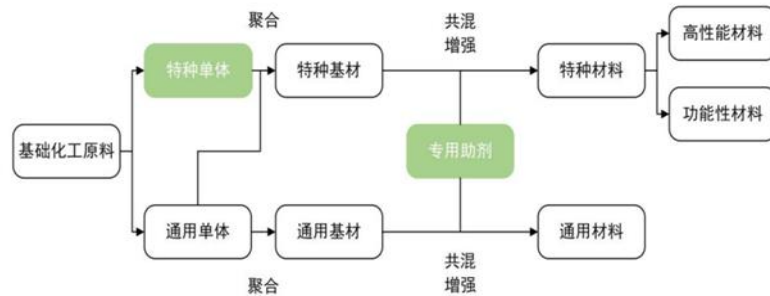 聚合
共混
增强
高性能材料
特种单体
特种基材
特种材料
功能性材料
基础化工原料
专用助剂
通用单体
通用基材
通用材料
聚合
共混
增强